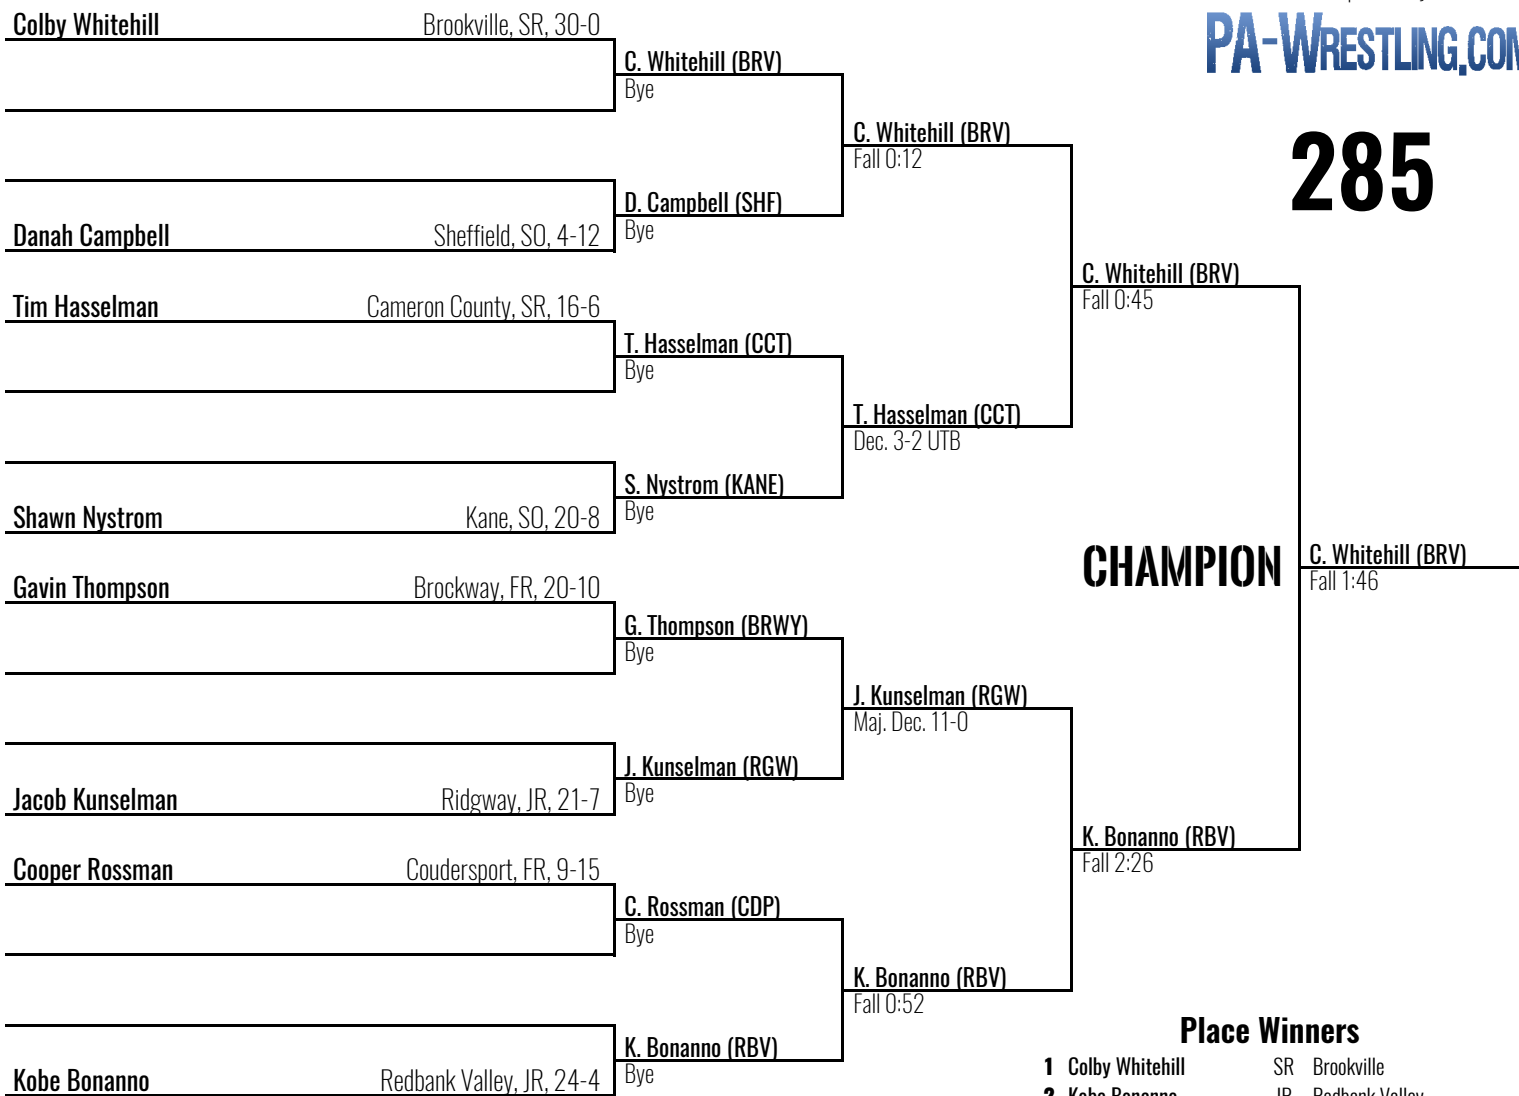 PA-WRESTLING.COM
285
Colby Whitehill Brookville, SR, 30-0
C. Whitehill (BRV)
Bye
C. Whitehill (BRV)
Fall 0:12
D. Campbell (SHF)
Bye
Danah Campbell Sheffield, SO, 4-12
C. Whitehill (BRV)
Fall 0:45
Tim Hasselman Cameron County, SR, 16-6
T. Hasselman (CCT)
Bye
T. Hasselman (CCT)
Dec. 3-2 UTB
S. Nystrom (KANE)
Bye
Shawn Nystrom Kane, SO, 20-8
CHAMPION
C. Whitehill (BRV)
Fall 1:46
Gavin Thompson Brockway, FR, 20-10
G. Thompson (BRWY)
Bye
J. Kunselman (RGW)
Maj. Dec. 11-0
J. Kunselman (RGW)
Bye
Jacob Kunselman Ridgway, JR, 21-7
K. Bonanno (RBV)
Fall 2:26
Cooper Rossman Coudersport, FR, 9-15
C. Rossman (CDP)
Bye
K. Bonanno (RBV)
Fall 0:52
K. Bonanno (RBV)
Bye
Kobe Bonanno Redbank Valley, JR, 24-4
Place Winners
1 Colby Whitehill SR Brookville
2 Kobe Bonanno JR Redbank Valley